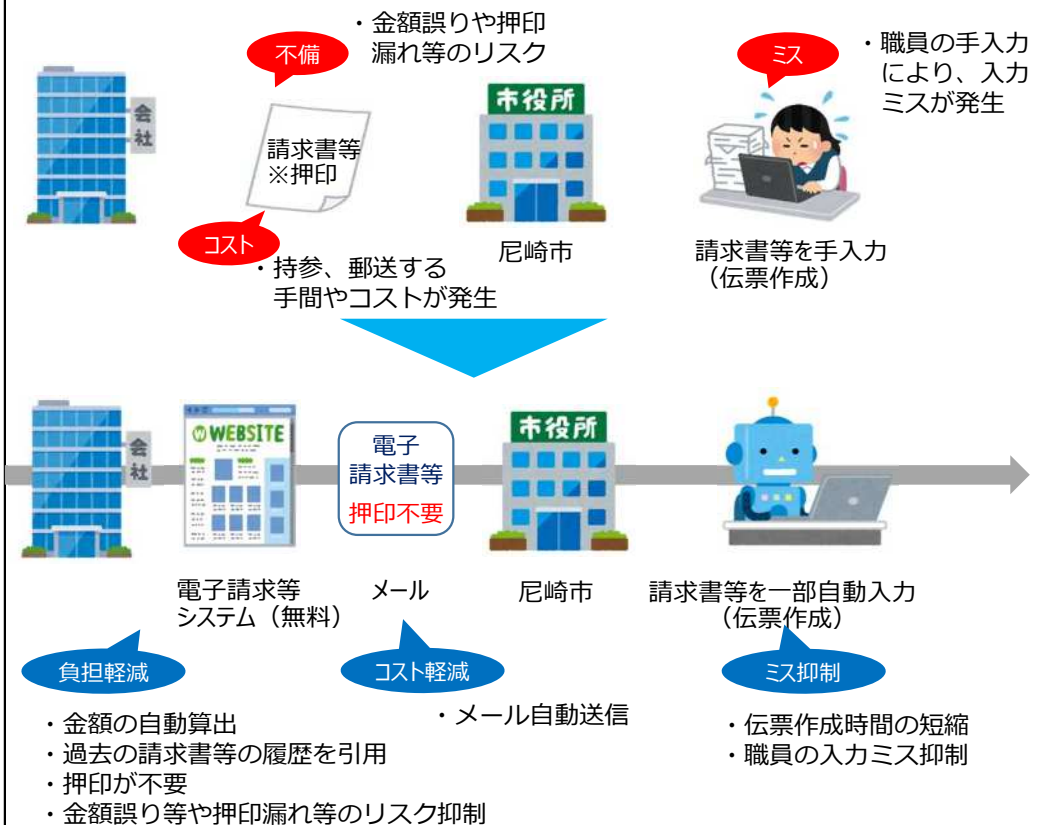 ・金額誤りや押印
漏れ等のリスク
不備
ミス
・職員の手入力
により、入力
ミスが発生
会社
請求書等
※押印
市役所
コスト
・持参、郵送する
手間やコストが発生
尼崎市
請求書等を手入力
（伝票作成）
会社
WEBSITE
電子
請求書等
押印不要
市役所
電子請求等
システム（無料）
メール
尼崎市
請求書等を一部自動入力
（伝票作成）
負担軽減
コスト軽減
ミス抑制
・金額の自動算出
・過去の請求書等の履歴を引用
・押印が不要
・金額誤り等や押印漏れ等のリスク抑制
・メール自動送信
・伝票作成時間の短縮
・職員の入力ミス抑制